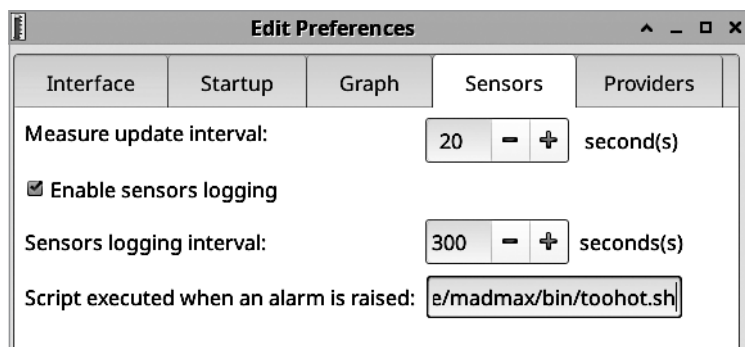 Edit Preferences
Interface Startup Graph Sensors Providers
Measure update interval: 20 second(s)
Enable sensors logging
Sensors logging interval: 300 seconds(s)
Script executed when an alarm is raised: e/madmax/bin/toohot.sh